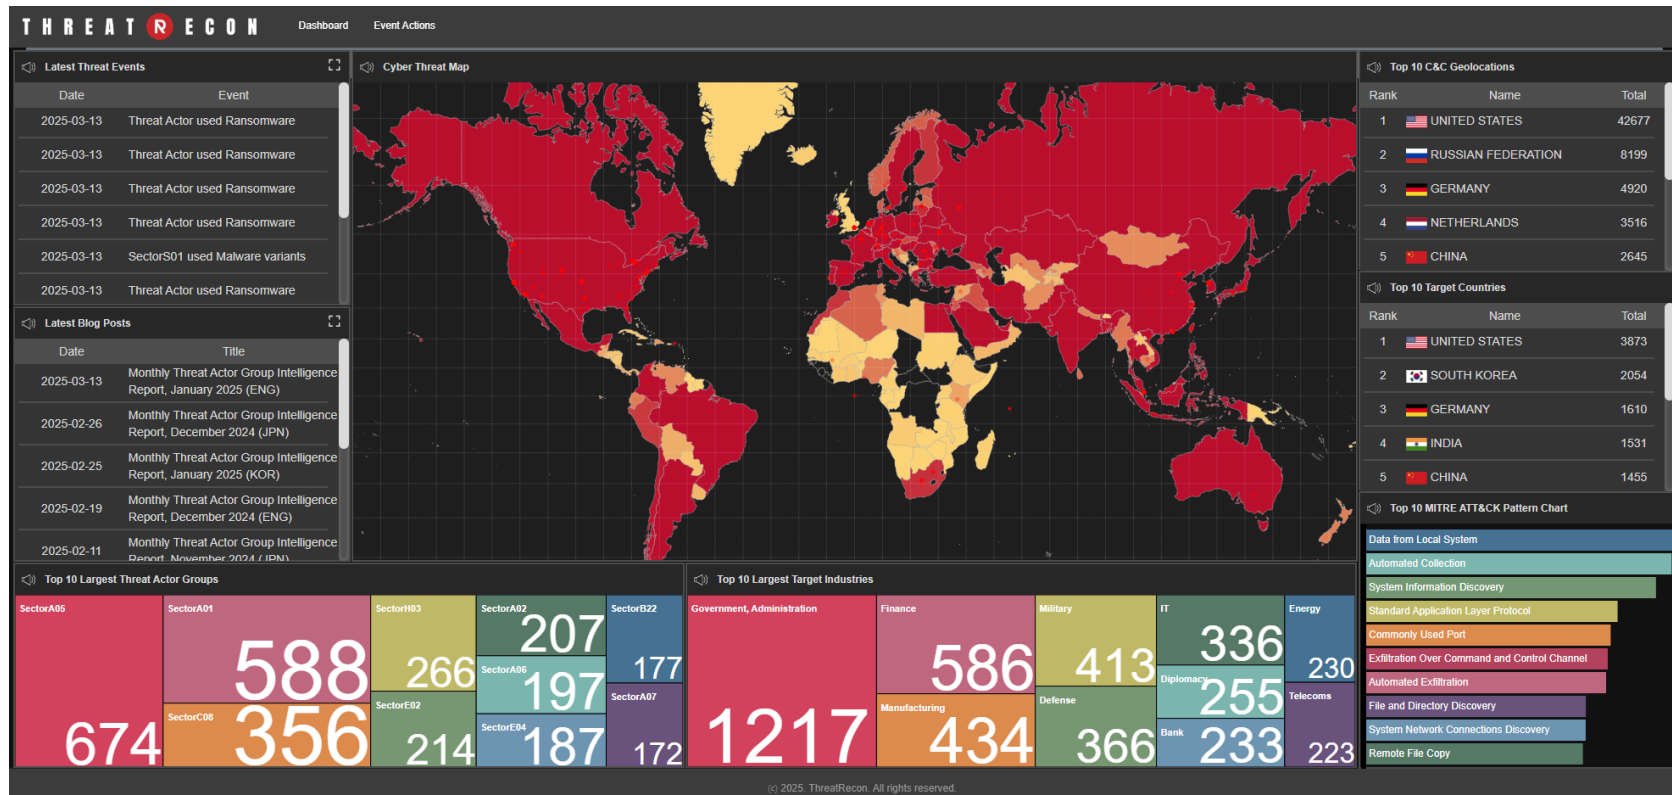 THREAT RECON
Dashboard
Event Actions
Latest Threat Events
Date Event
2025-03-13 Threat Actor used Ransomware
2025-03-13 Threat Actor used Ransomware
2025-03-13 Threat Actor used Ransomware
2025-03-13 Threat Actor used Ransomware
2025-03-13 SectorS01 used Malware variants
2025-03-13 Threat Actor used Ransomware
Latest Blog Posts
Date Title
2025-03-13 Monthly Threat Actor Group Intelligence
Report, January 2025 (ENG)
2025-02-26 Monthly Threat Actor Group Intelligence
Report, December 2024 (JPN)
2025-02-25 Monthly Threat Actor Group Intelligence
Report, January 2025 (KOR)
2025-02-19 Monthly Threat Actor Group Intelligence
Report, December 2024 (ENG)
2025-02-11 Monthly Threat Actor Group Intelligence
Report, November 2024 (JPN)
Cyber Threat Map
Top 10 C&C Geolocations
Rank Name Total
1 UNITED STATES 42677
2 RUSSIAN FEDERATION 8199
3 GERMANY 4920
4 NETHERLANDS 3516
5 CHINA 2645
Top 10 Target Countries
Rank Name Total
1 UNITED STATES 3873
2 SOUTH KOREA 2054
3 GERMANY 1610
4 INDIA 1531
5 CHINA 1455
Top 10 MITRE ATT&CK Pattern Chart
Data from Local System
Automated Collection
System Information Discovery
Standard Application Layer Protocol
Commonly Used Port
Exfiltration Over Command and Control Channel
Automated Exfiltration
File and Directory Discovery
System Network Connections Discovery
Remote File Copy
Top 10 Largest Threat Actor Groups
SectorA05
674
SectorA01
588
SectorC08
356
SectorH03
266
SectorE02
214
SectorA02
207
SectorA06
197
SectorE04
187
SectorB22
177
SectorA07
172
Top 10 Largest Target Industries
Government, Administration
1217
Finance
586
Manufacturing
434
Military
413
Defense
366
IT
336
Diplomacy
255
Bank
233
Energy
230
Telecoms
223
(c) 2025. ThreatRecon. All rights reserved.